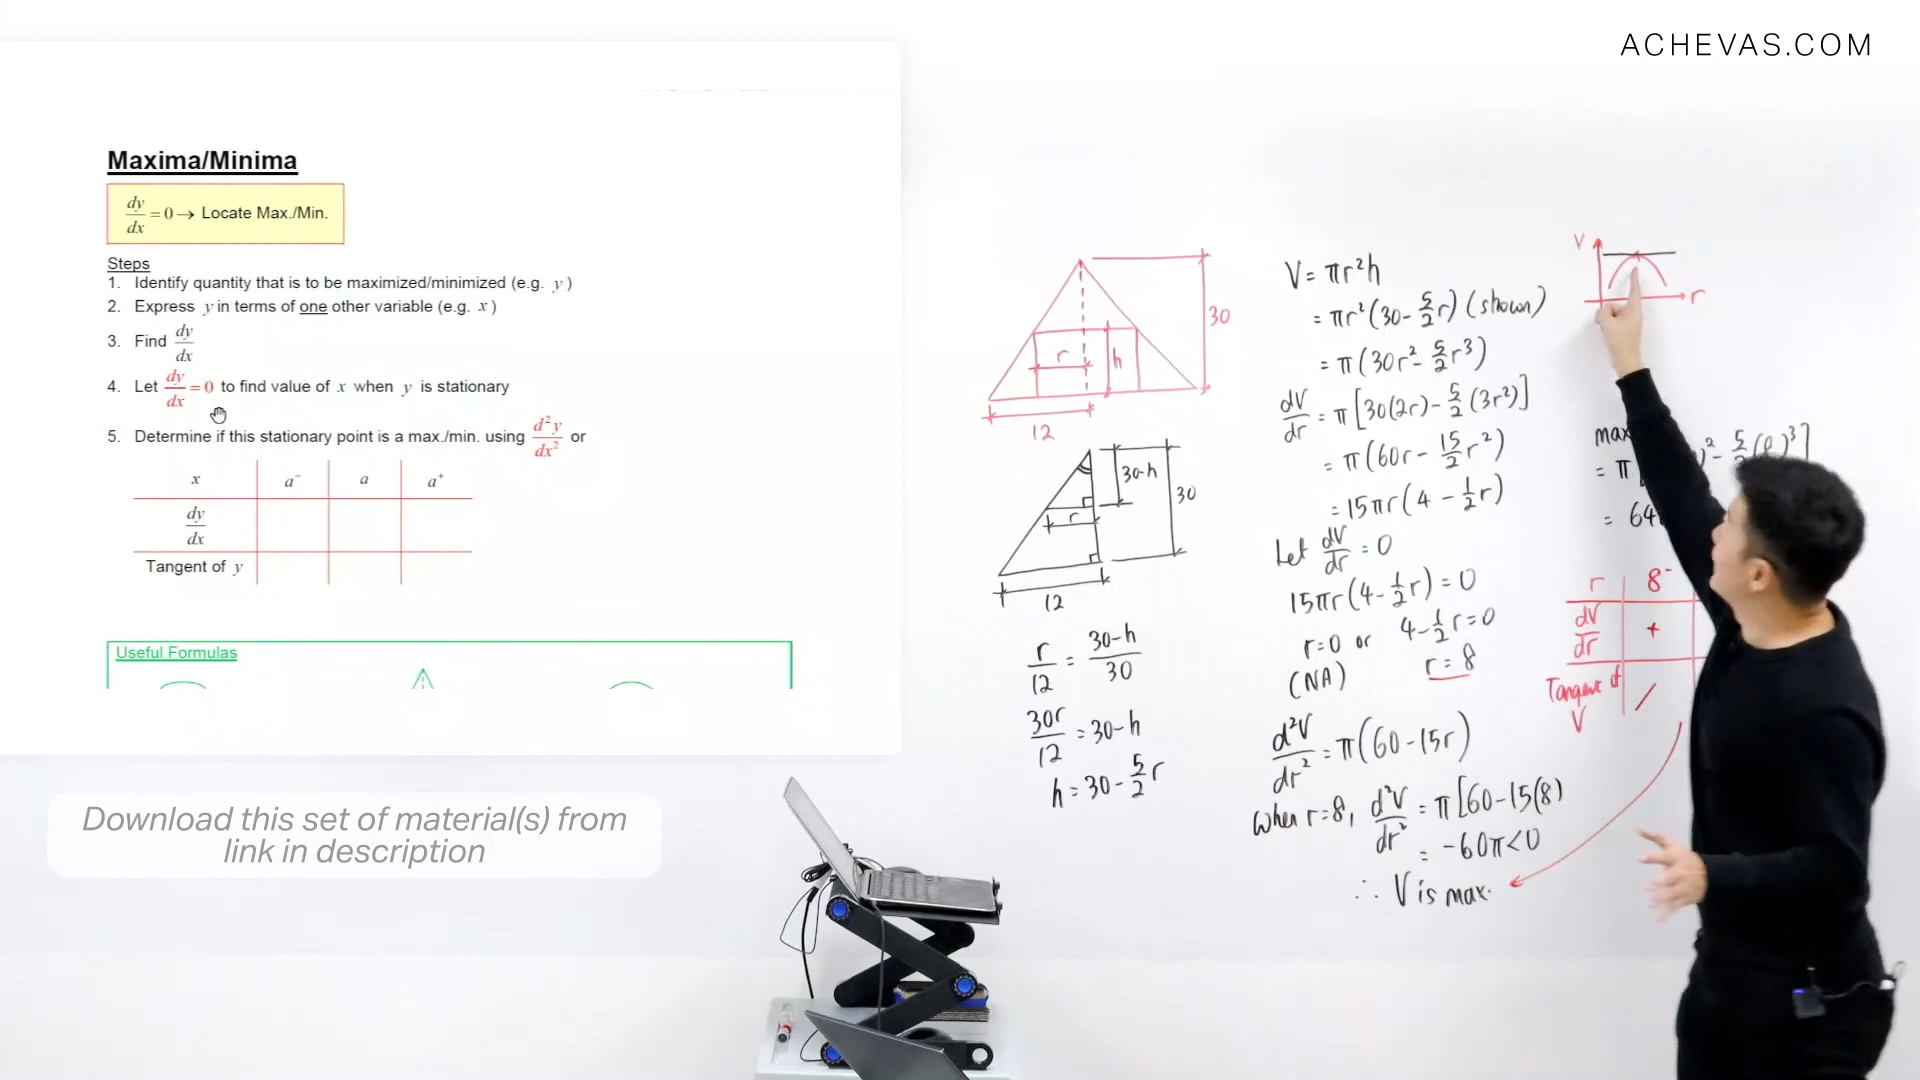 ACHEVAS.COM
Maxima/Minima
dy/dx = 0 → Locate Max./Min.
Steps
1. Identify quantity that is to be maximized/minimized (e.g. y)
2. Express y in terms of one other variable (e.g. x)
3. Find dy/dx
4. Let dy/dx = 0 to find value of x when y is stationary
5. Determine if this stationary point is a max./min. using d²y/dx² or
x a⁻ a a⁺
dy/dx
Tangent of y
Useful Formulas
Download this set of material(s) from
link in description
30
r
h
12
30-h
30
r
12
r/12 = (30-h)/30
30r/12 = 30-h
h = 30 - 5/2 r
V = πr²h
= πr²(30 - 5/2 r) (shown)
= π(30r² - 5/2 r³)
dV/dr = π[30(2r) - 5/2 (3r²)]
= π(60r - 15/2 r²)
= 15πr(4 - 1/2 r)
Let dV/dr = 0
15πr(4 - 1/2 r) = 0
r=0 or 4 - 1/2 r = 0
(NA) r = 8
d²V/dr² = π(60-15r)
When r=8, d²V/dr² = π[60-15(8)
= -60π<0
∴ V is max.
V
r
max
= π
)² - 5/2 (8)³]
= 64
r 8⁻
dV/dr +
Tangent of V /